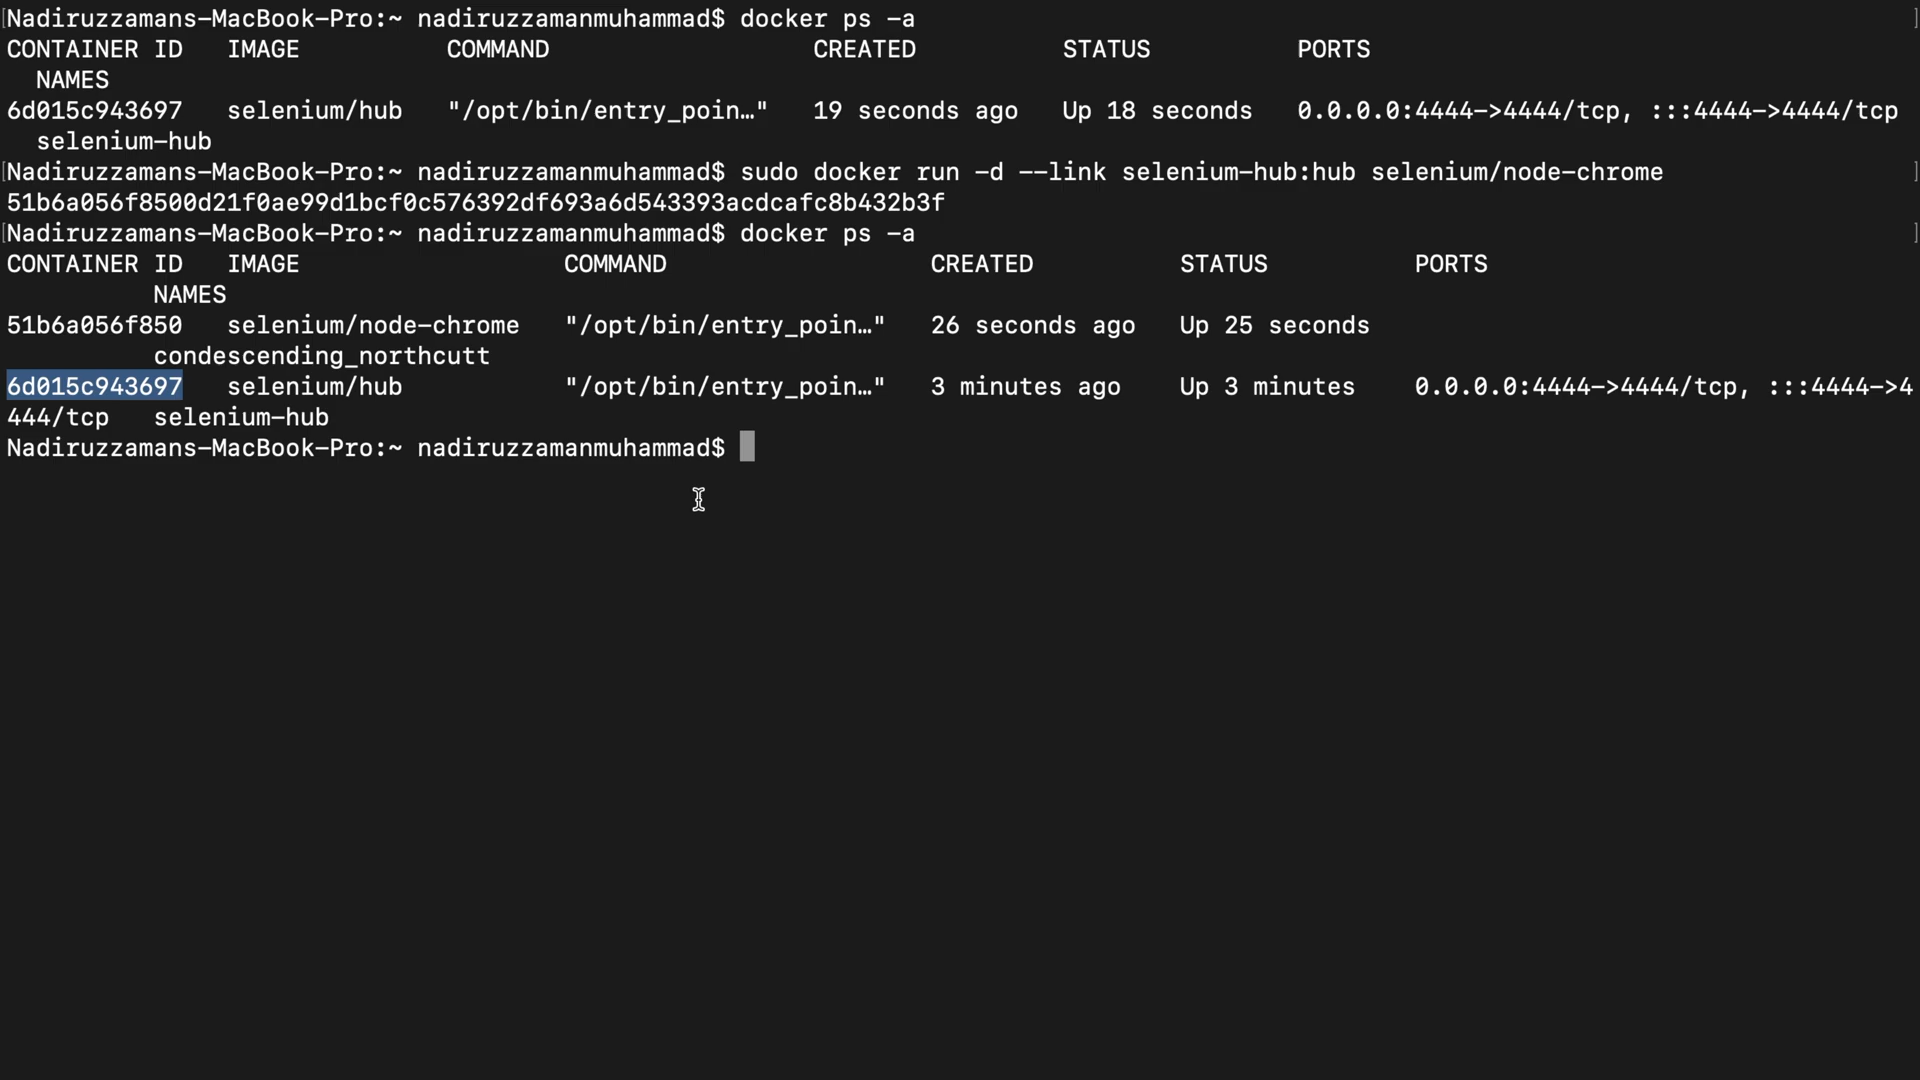 [Nadiruzzamans-MacBook-Pro:~ nadiruzzamanmuhammad$ docker ps -a ]
CONTAINER ID   IMAGE          COMMAND                  CREATED          STATUS          PORTS
  NAMES
6d015c943697   selenium/hub   "/opt/bin/entry_poin…"   19 seconds ago   Up 18 seconds   0.0.0.0:4444->4444/tcp, :::4444->4444/tcp
  selenium-hub
[Nadiruzzamans-MacBook-Pro:~ nadiruzzamanmuhammad$ sudo docker run -d --link selenium-hub:hub selenium/node-chrome ]
51b6a056f8500d21f0ae99d1bcf0c576392df693a6d543393acdcafc8b432b3f
[Nadiruzzamans-MacBook-Pro:~ nadiruzzamanmuhammad$ docker ps -a ]
CONTAINER ID   IMAGE                  COMMAND                  CREATED          STATUS          PORTS
          NAMES
51b6a056f850   selenium/node-chrome   "/opt/bin/entry_poin…"   26 seconds ago   Up 25 seconds
          condescending_northcutt
6d015c943697   selenium/hub           "/opt/bin/entry_poin…"   3 minutes ago    Up 3 minutes    0.0.0.0:4444->4444/tcp, :::4444->4
444/tcp   selenium-hub
Nadiruzzamans-MacBook-Pro:~ nadiruzzamanmuhammad$